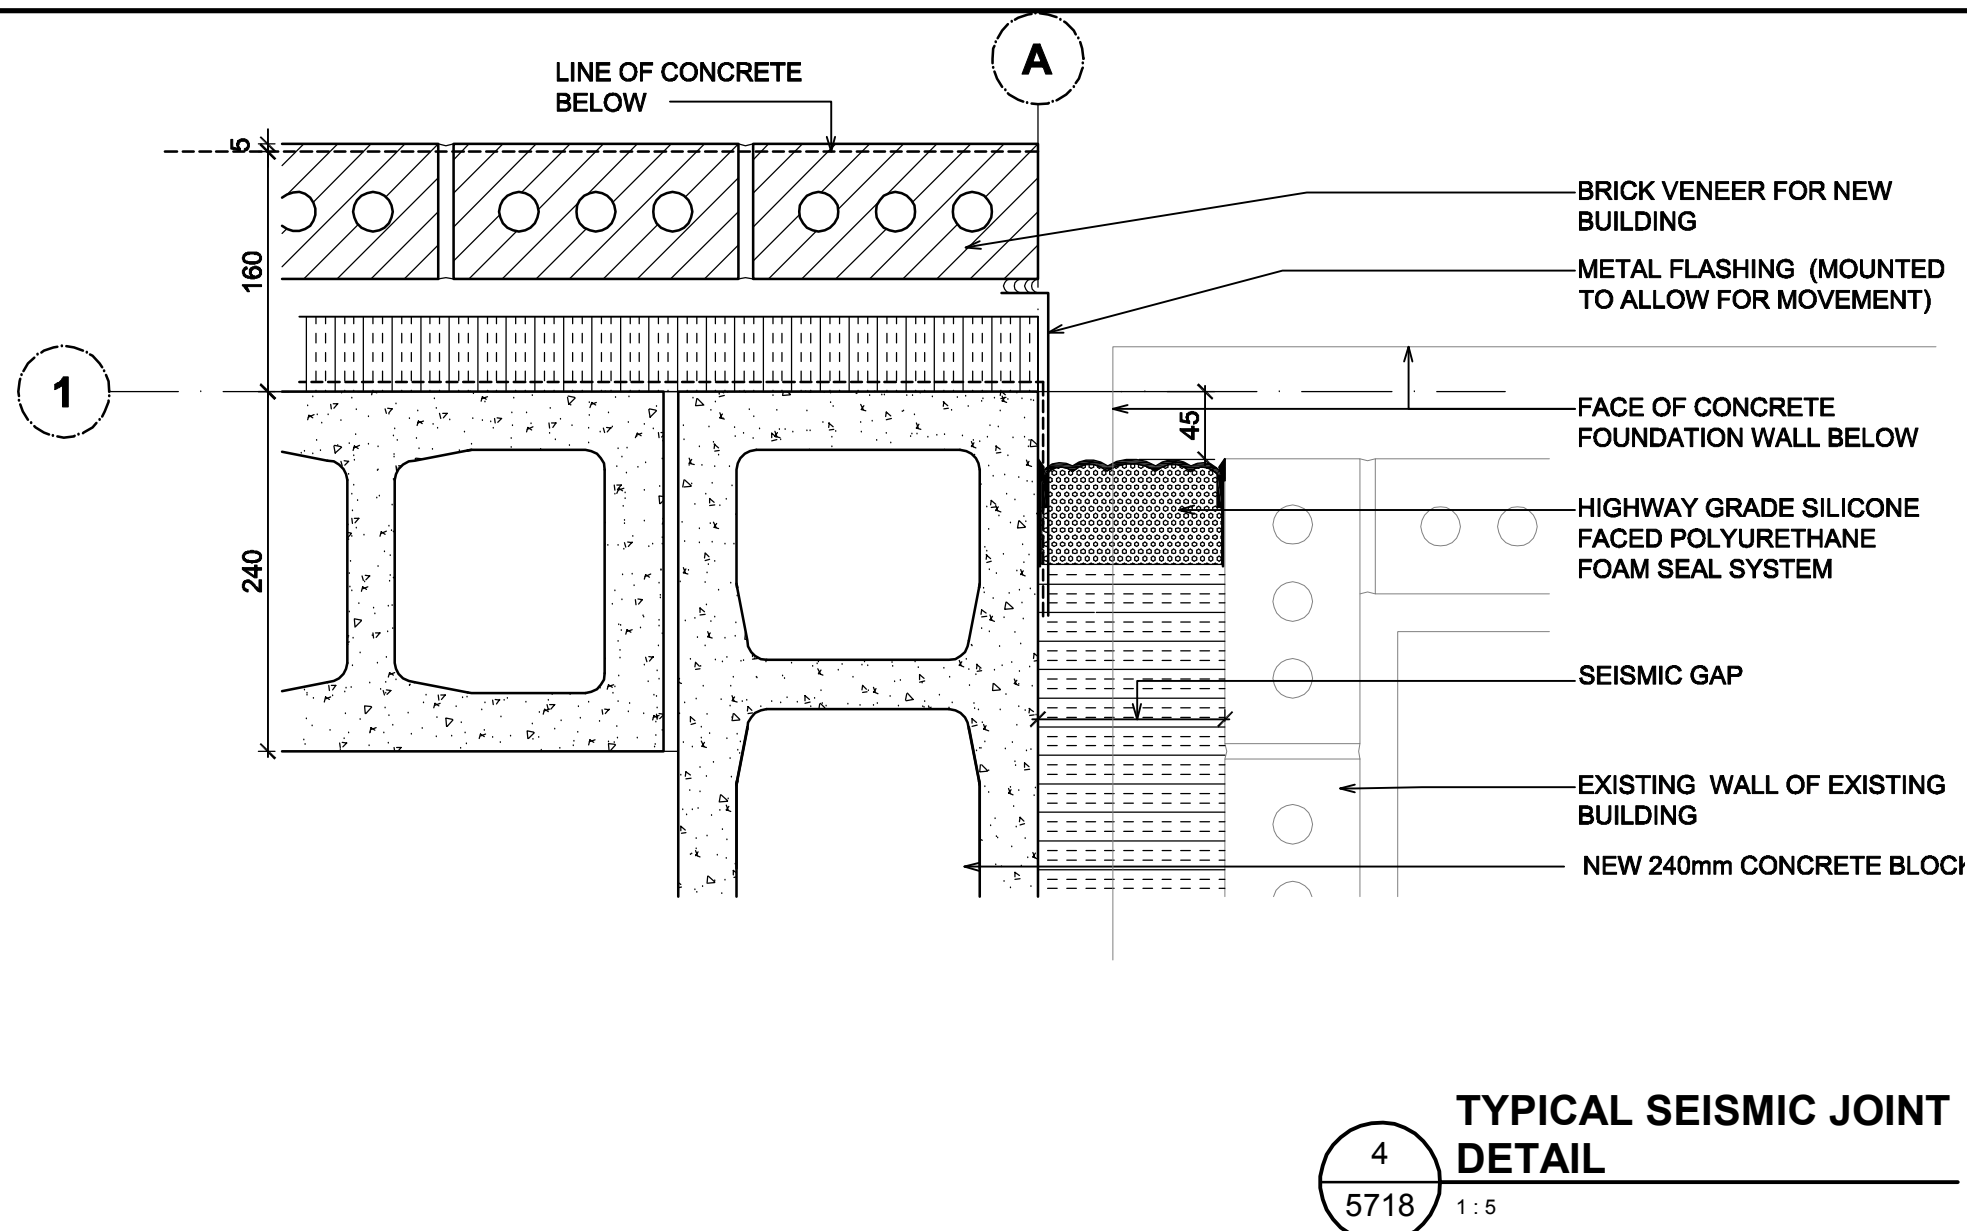 A
LINE OF CONCRETE
BELOW
5
BRICK VENEER FOR NEW
BUILDING
160
METAL FLASHING (MOUNTED
TO ALLOW FOR MOVEMENT)
1
45
FACE OF CONCRETE
FOUNDATION WALL BELOW
240
HIGHWAY GRADE SILICONE
FACED POLYURETHANE
FOAM SEAL SYSTEM
SEISMIC GAP
EXISTING WALL OF EXISTING
BUILDING
NEW 240mm CONCRETE BLOCK
TYPICAL SEISMIC JOINT
DETAIL
4
5718
1 : 5